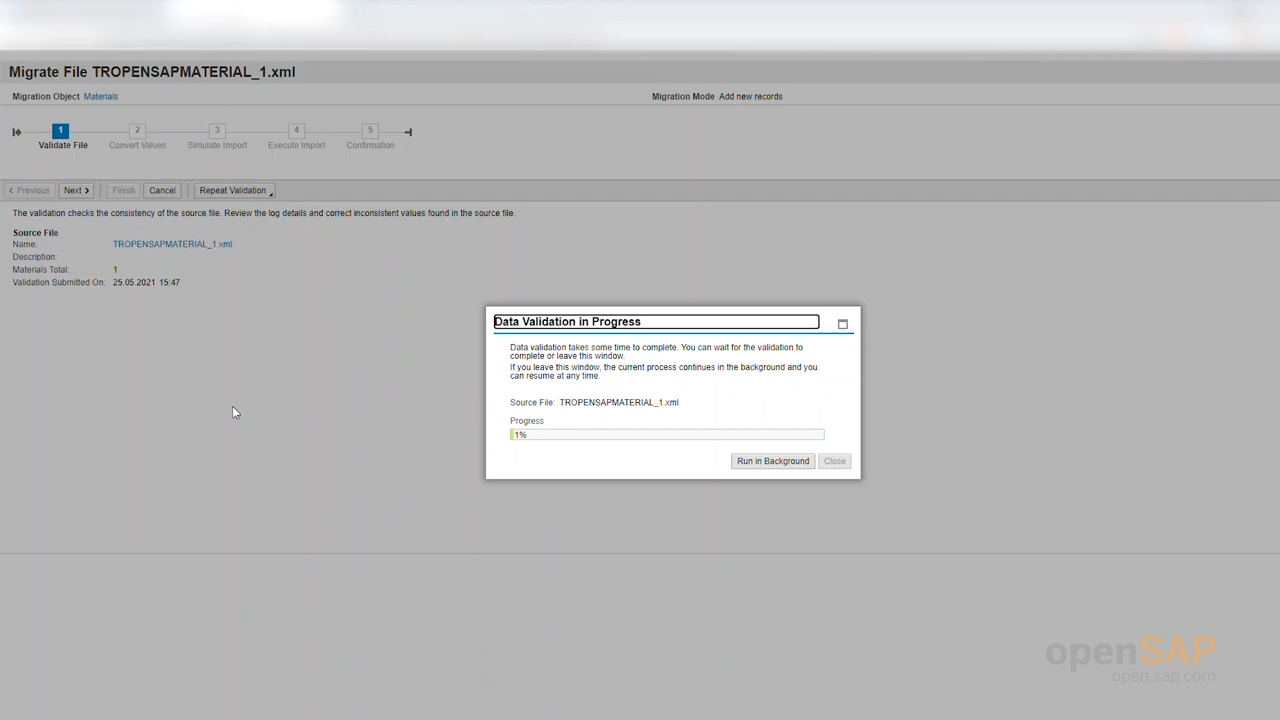 Migrate File TROPENSAPMATERIAL_1.xml
Migration Object Materials
Migration Mode Add new records
1 2 3 4 5
Validate File Convert Values Simulate Import Execute Import Confirmation
Previous Next Finish Cancel Repeat Validation
The validation checks the consistency of the source file. Review the log details and correct inconsistent values found in the source file.
Source File
Name: TROPENSAPMATERIAL_1.xml
Description:
Materials Total: 1
Validation Submitted On: 25.05.2021 15:47
Data Validation in Progress
Data validation takes some time to complete. You can wait for the validation to
complete or leave this window.
If you leave this window, the current process continues in the background and you
can resume at any time.
Source File: TROPENSAPMATERIAL_1.xml
Progress
1%
Run in Background Close
openSAP
open.sap.com